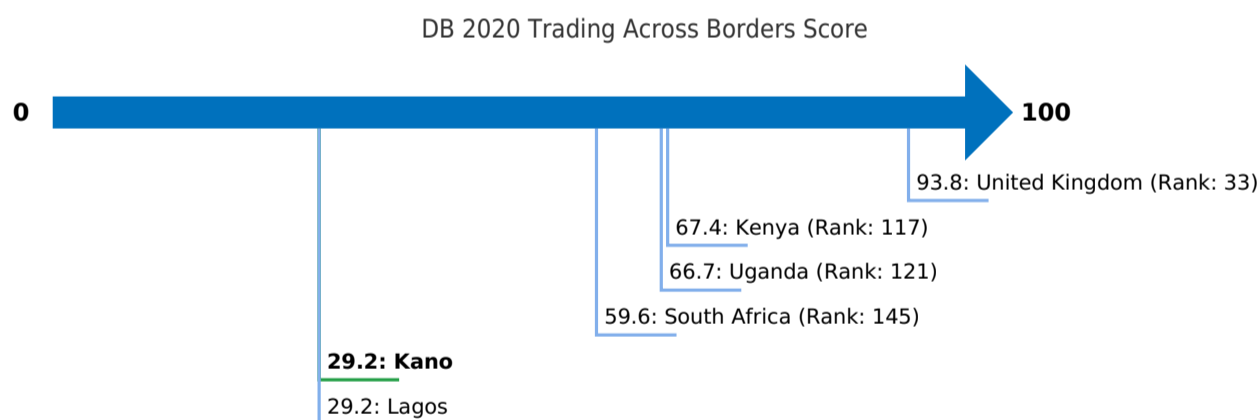 DB 2020 Trading Across Borders Score
0
100
93.8: United Kingdom (Rank: 33)
67.4: Kenya (Rank: 117)
66.7: Uganda (Rank: 121)
59.6: South Africa (Rank: 145)
29.2: Kano
29.2: Lagos